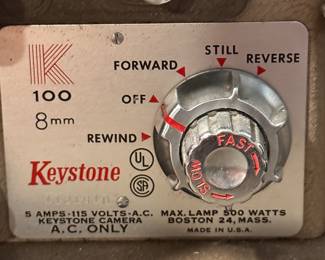 K
100
8mm
STILL
FORWARD
REVERSE
OFF
REWIND
FAST
SLOW
Keystone
UL
SA
5 AMPS-115 VOLTS-A.C.
KEYSTONE CAMERA
A.C. ONLY
MAX. LAMP 500 WATTS
BOSTON 24, MASS.
MADE IN U.S.A.